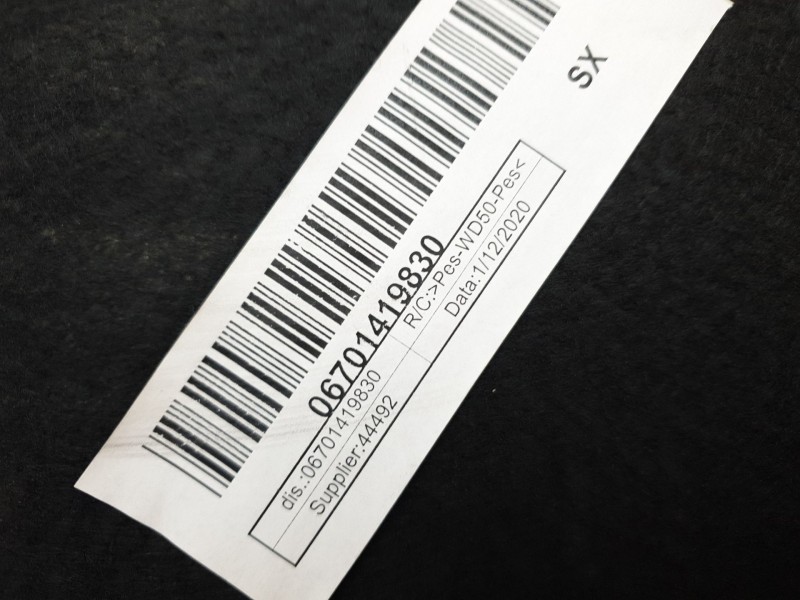 SX
06701419830
dis.:06701419830
R/C:>Pes-WD50-Pes<
Supplier:44492
Data:1/12/2020